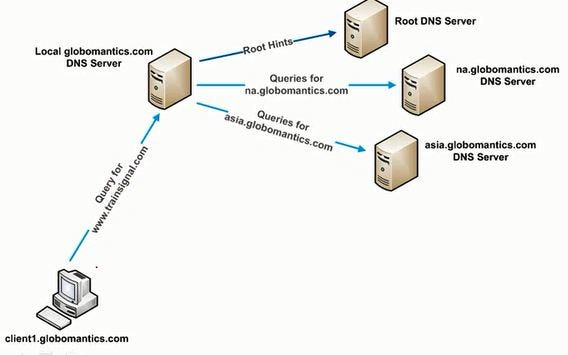 Root DNS Server
Local globomantics.com
DNS Server
Root Hints
na.globomantics.com
DNS Server
Queries for
na.globomantics.com
Queries for
asia.globomantics.com
asia.globomantics.com
DNS Server
Query for
www.trainsignal.com
client1.globomantics.com